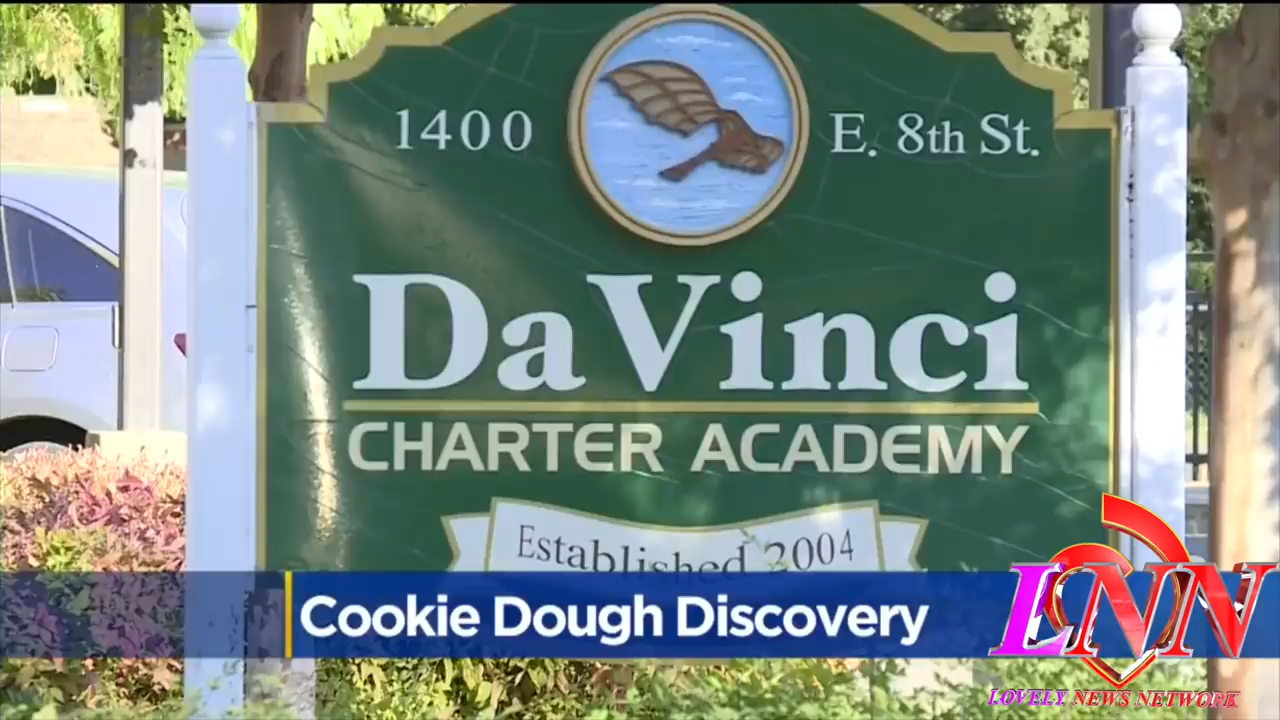 1400 E. 8th St.
DaVinci
CHARTER ACADEMY
Established 2004
Cookie Dough Discovery
LNN
LOVELY NEWS NETWORK